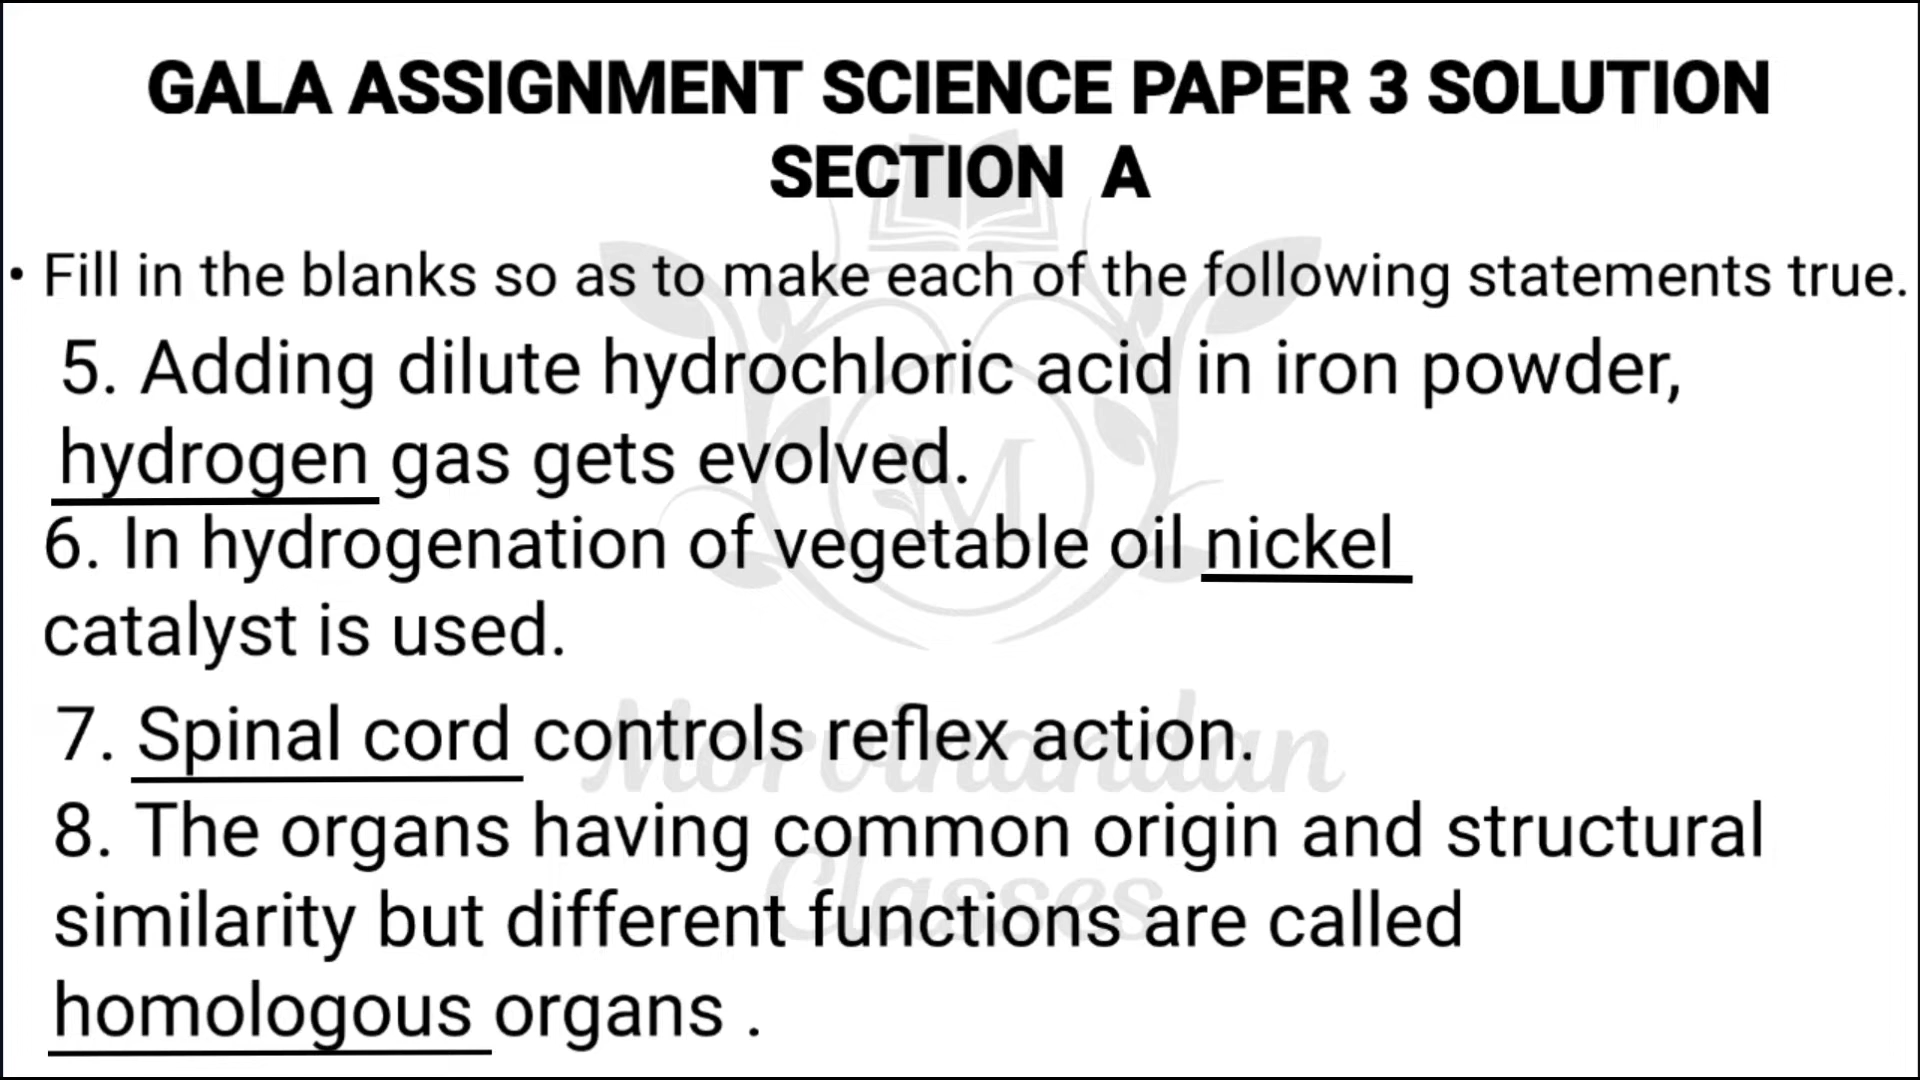 GALA ASSIGNMENT SCIENCE PAPER 3 SOLUTION
SECTION A
• Fill in the blanks so as to make each of the following statements true.
5. Adding dilute hydrochloric acid in iron powder,
hydrogen gas gets evolved.
6. In hydrogenation of vegetable oil nickel
catalyst is used.
7. Spinal cord controls reflex action.
8. The organs having common origin and structural
similarity but different functions are called
homologous organs .
M
Morvinandan
Classes